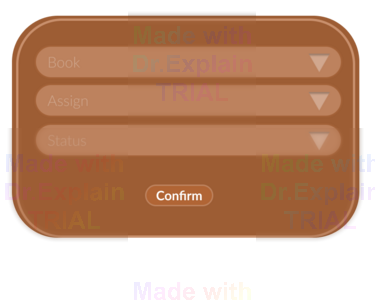 Made with
Dr.Explain
TRIAL
Book
Assign
Status
Made with
Dr.Explain
TRIAL
Made with
Dr.Explain
TRIAL
Confirm
Made with